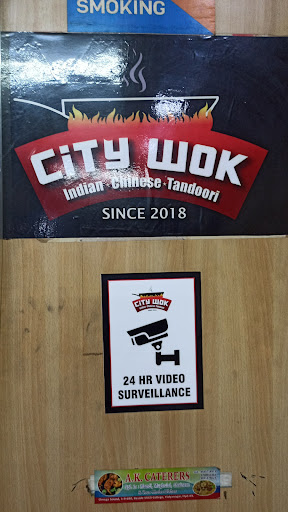 SMOKING
CITY WOK
Indian · Chinese · Tandoori
SINCE 2018
CITY WOK
24 HR VIDEO
SURVEILLANCE
A.K. CATERERS